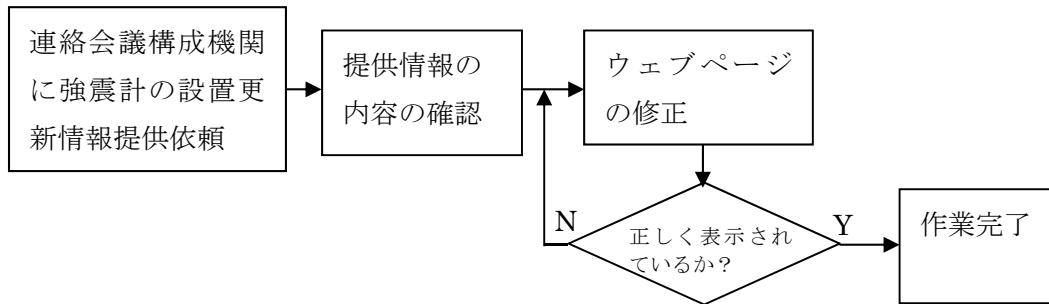 連絡会議構成機関
に強震計の設置更
新情報提供依頼
提供情報の
内容の確認
ウェブページ
の修正
正しく表示され
ているか?
N
Y
作業完了